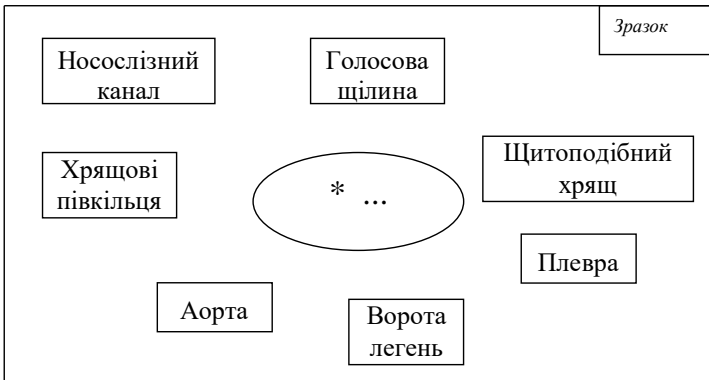 Зразок
Носослізний
канал
Голосова
щілина
Хрящові
півкільця
* ...
Щитоподібний
хрящ
Плевра
Аорта
Ворота
легень